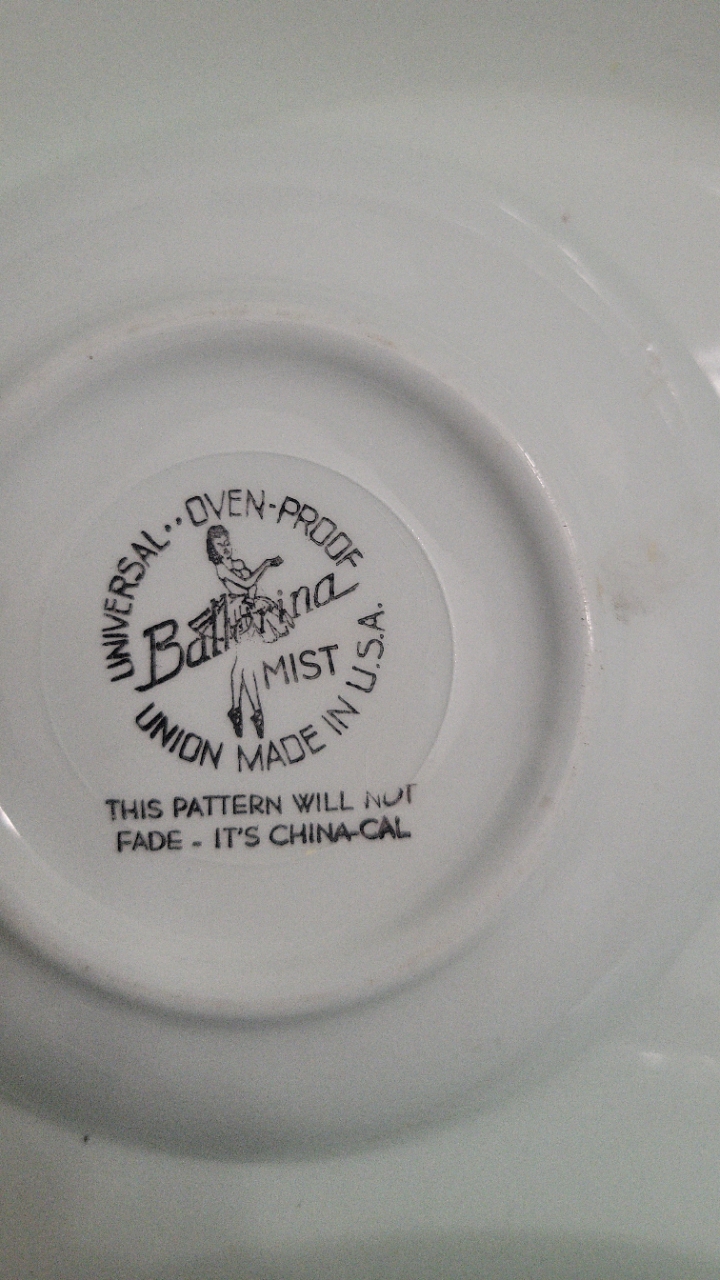 UNIVERSAL·· OVEN-PROOF
Ballerina
MIST
UNION MADE IN U.S.A.
THIS PATTERN WILL NOT
FADE - IT'S CHINA-CAL